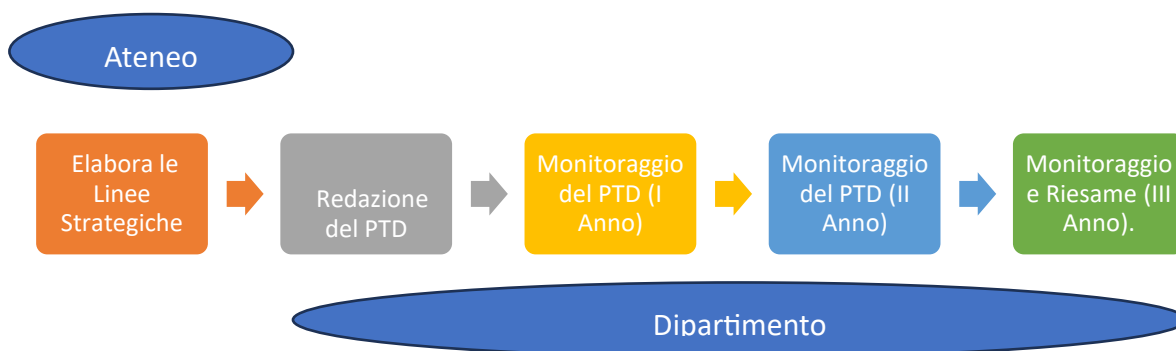 Ateneo
Elabora le
Linee
Strategiche
Redazione
del PTD
Monitoraggio
del PTD (I
Anno)
Monitoraggio
del PTD (II
Anno)
Monitoraggio
e Riesame (III
Anno).
Dipartimento